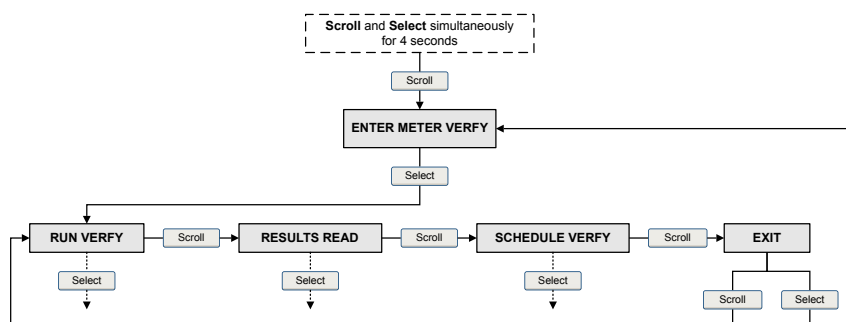 Scroll and Select simultaneously
for 4 seconds
Scroll
ENTER METER VERFY
Select
RUN VERFY
Scroll
RESULTS READ
Scroll
SCHEDULE VERFY
Scroll
EXIT
Select
Select
Select
Scroll
Select